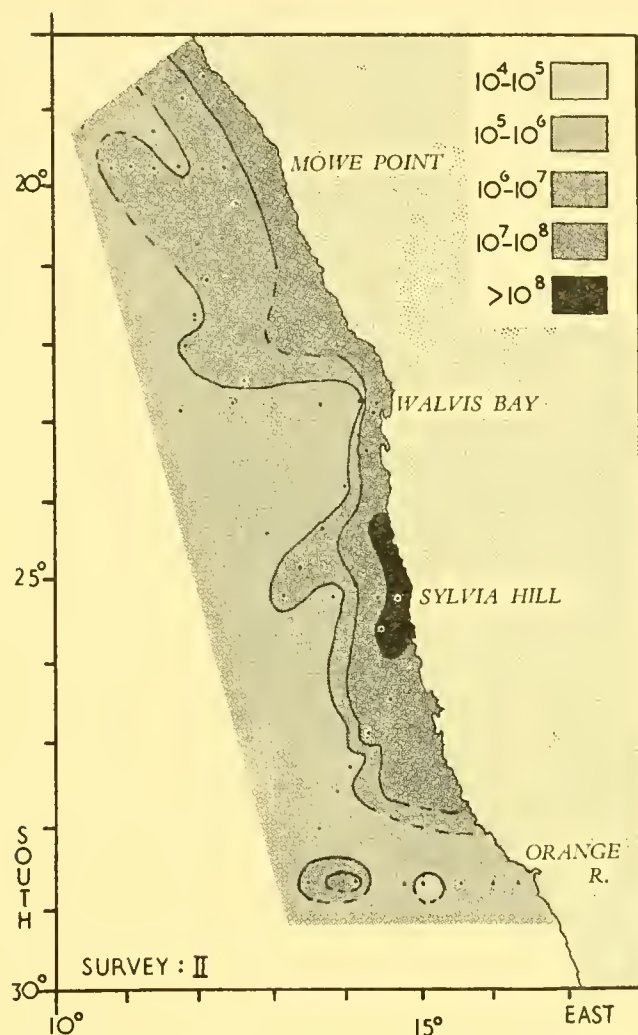 10⁴-10⁵
10⁵-10⁶
10⁶-10⁷
10⁷-10⁸
>10⁸
MÖWE POINT
20°
WALVIS BAY
25°
SYLVIA HILL
ORANGE
R.
SOUTH
SURVEY : II
30°
10°
15°
EAST